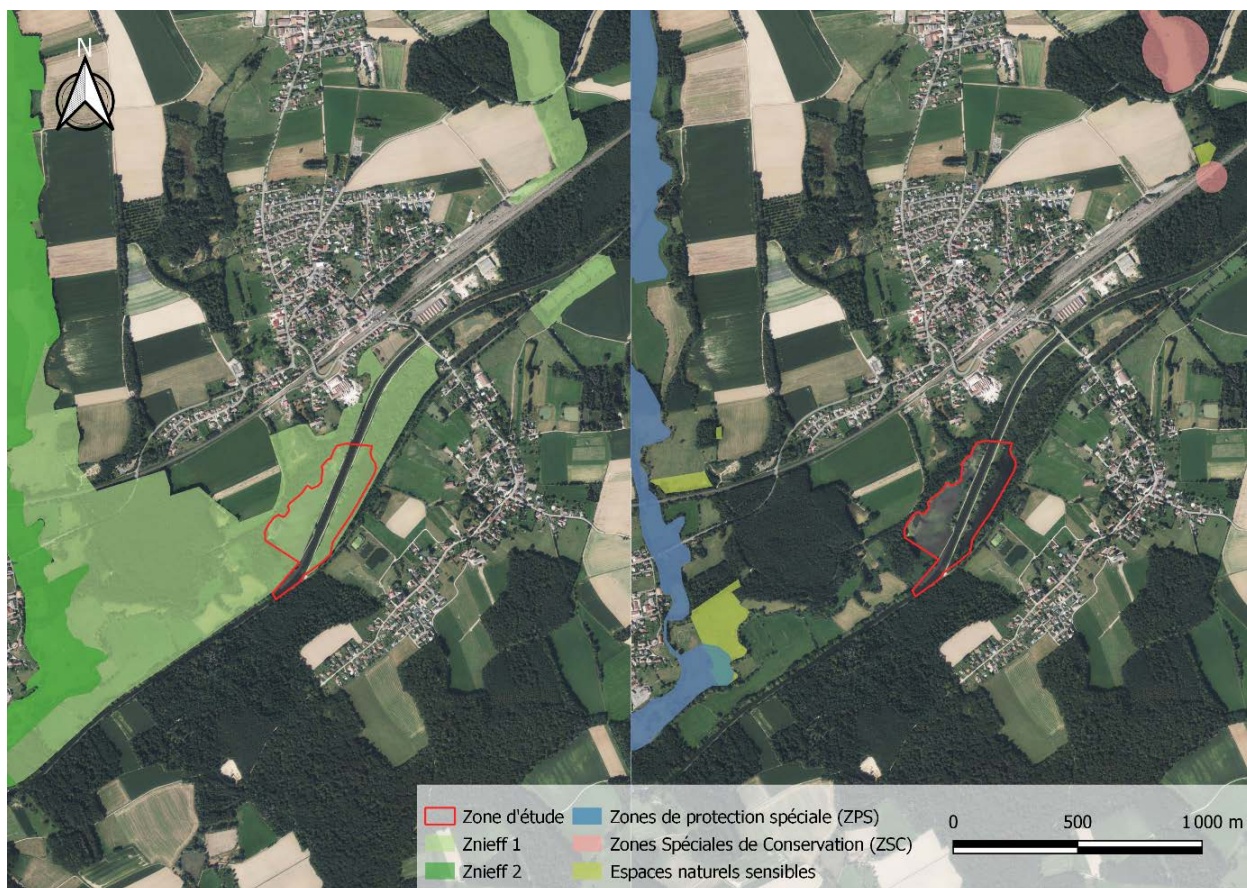 N
Zone d'étude
Znieff 1
Znieff 2
Zones de protection spéciale (ZPS)
Zones Spéciales de Conservation (ZSC)
Espaces naturels sensibles
0 500 1 000 m